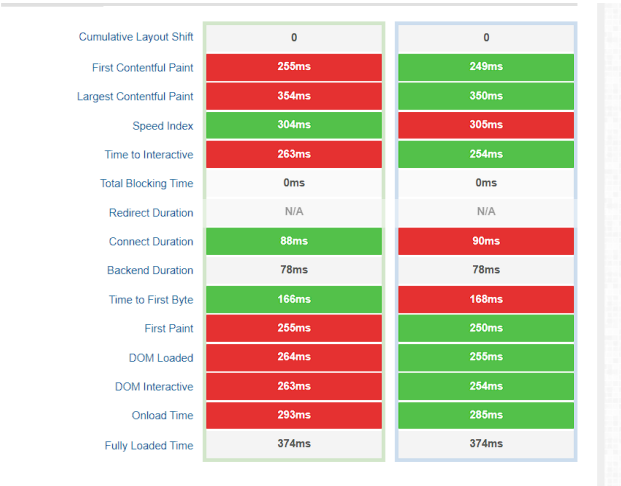 Cumulative Layout Shift 0 0
First Contentful Paint 255ms 249ms
Largest Contentful Paint 354ms 350ms
Speed Index 304ms 305ms
Time to Interactive 263ms 254ms
Total Blocking Time 0ms 0ms
Redirect Duration N/A N/A
Connect Duration 88ms 90ms
Backend Duration 78ms 78ms
Time to First Byte 166ms 168ms
First Paint 255ms 250ms
DOM Loaded 264ms 255ms
DOM Interactive 263ms 254ms
Onload Time 293ms 285ms
Fully Loaded Time 374ms 374ms